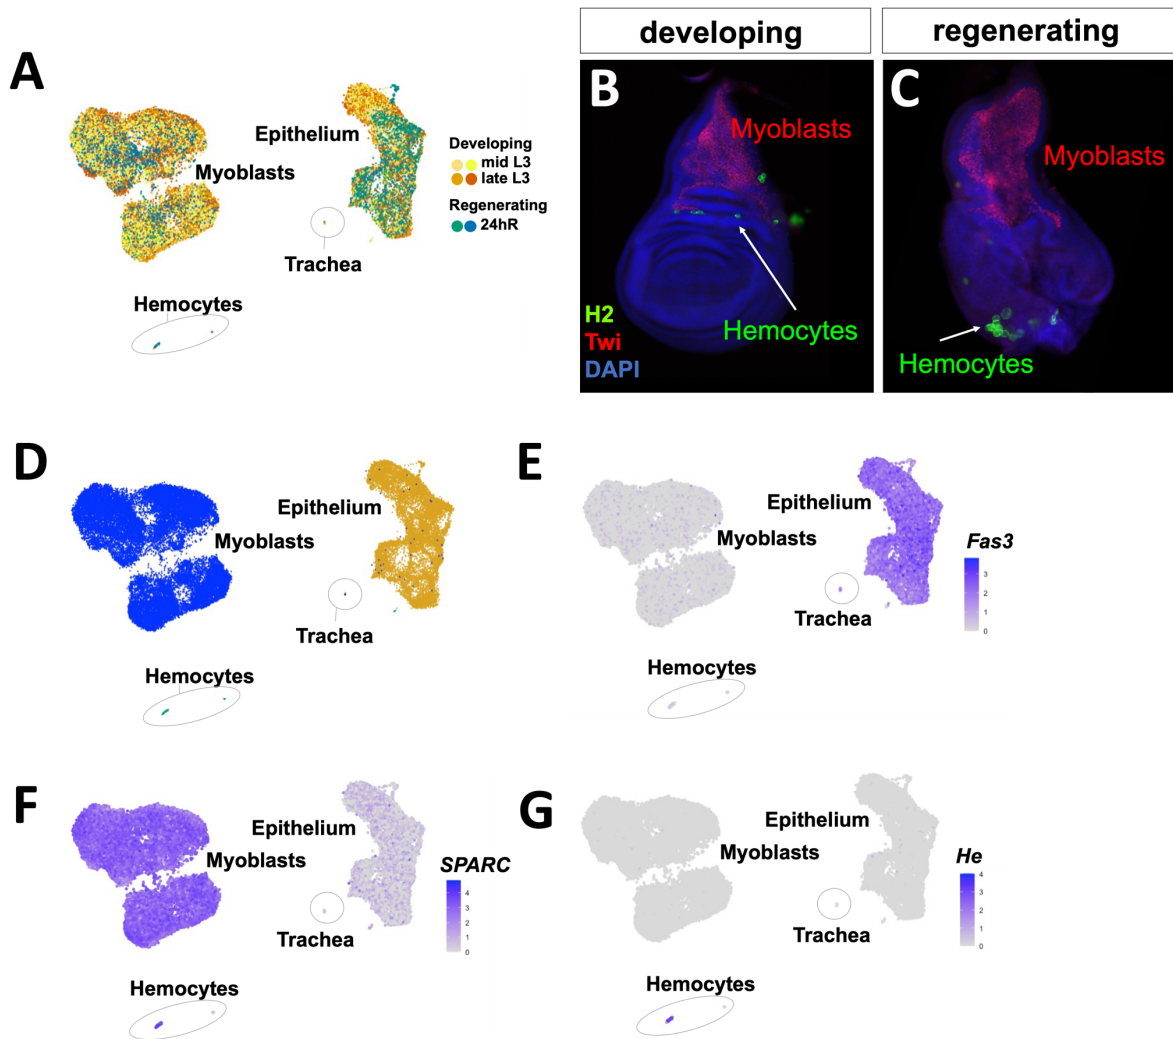 developing
regenerating
A
Epithelium
Myoblasts
Developing
mid L3
late L3
Regenerating
24hR
Trachea
Hemocytes
B
Myoblasts
H2
Twi
DAPI
Hemocytes
C
Myoblasts
Hemocytes
D
Epithelium
Myoblasts
Trachea
Hemocytes
E
Epithelium
Myoblasts
Fas3
3
2
1
0
Trachea
Hemocytes
F
Epithelium
Myoblasts
SPARC
4
3
2
1
0
Trachea
Hemocytes
G
Epithelium
Myoblasts
He
4
3
2
1
0
Trachea
Hemocytes